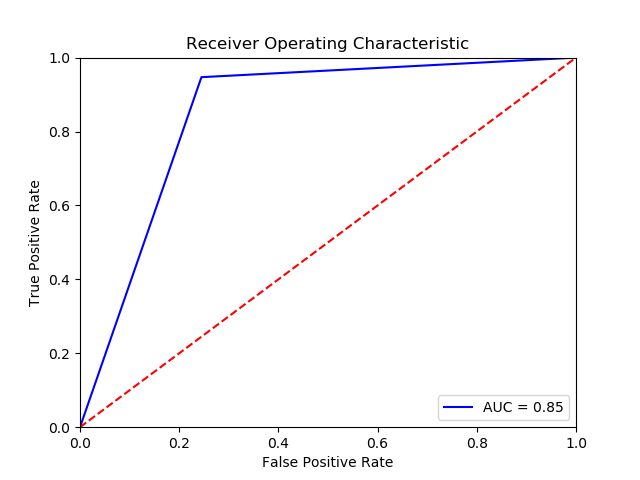 Receiver Operating Characteristic
True Positive Rate
1.0
0.8
0.6
0.4
0.2
0.0
AUC = 0.85
0.0 0.2 0.4 0.6 0.8 1.0
False Positive Rate